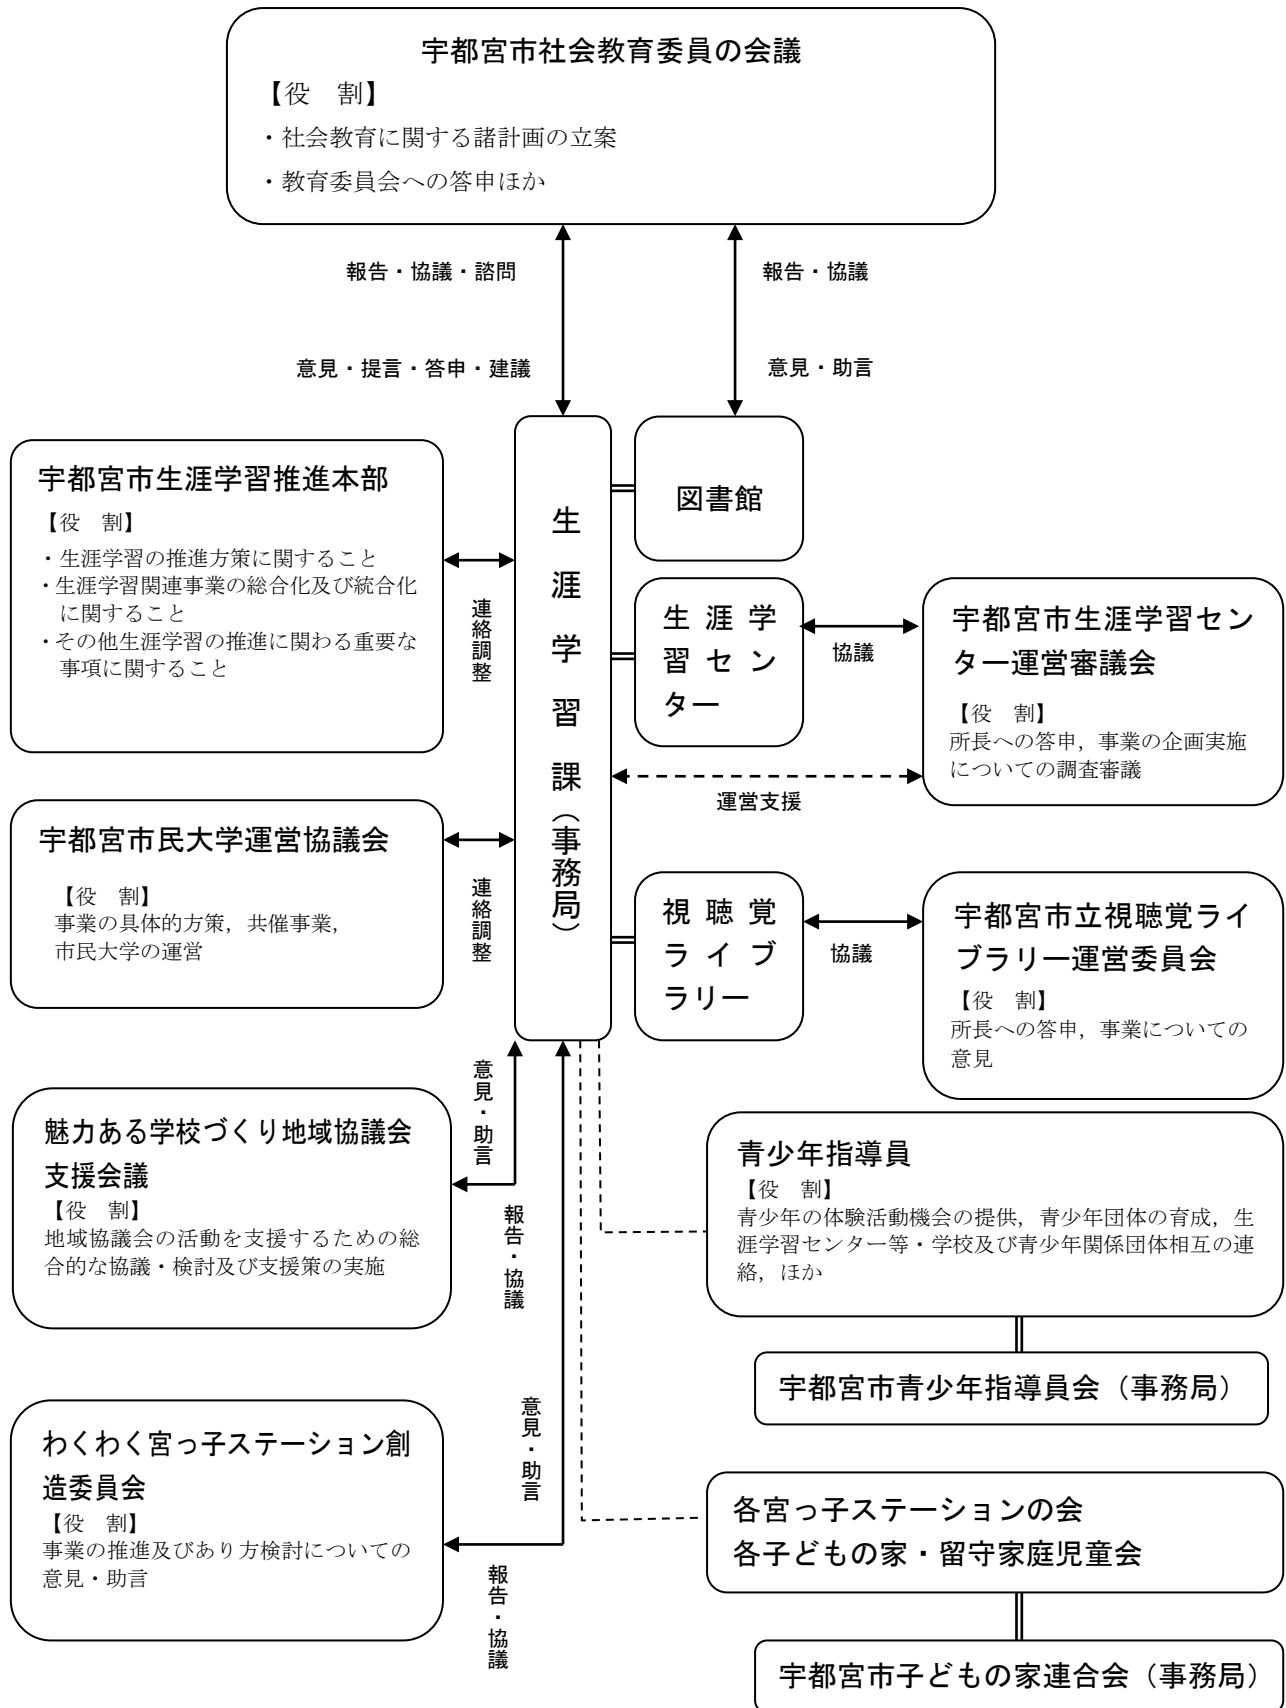 宇都宮市社会教育委員の会議
【役　割】
・社会教育に関する諸計画の立案
・教育委員会への答申ほか
報告・協議・諮問
報告・協議
意見・提言・答申・建議
意見・助言
宇都宮市生涯学習推進本部
【役　割】
・生涯学習の推進方策に関すること
・生涯学習関連事業の総合化及び統合化
に関すること
・その他生涯学習の推進に関わる重要な
事項に関すること
連絡調整
宇都宮市民大学運営協議会
【役　割】
事業の具体的方策，共催事業，
市民大学の運営
連絡調整
生涯学習課（事務局）
図書館
生涯学
習セン
ター
協議
宇都宮市生涯学習セン
ター運営審議会
【役　割】
所長への答申，事業の企画実施
についての調査審議
運営支援
視聴覚
ライブ
ラリー
協議
宇都宮市立視聴覚ライ
ブラリー運営委員会
【役　割】
所長への答申，事業についての
意見
意見・助言
魅力ある学校づくり地域協議会
支援会議
【役　割】
地域協議会の活動を支援するための総
合的な協議・検討及び支援策の実施
報告・協議
青少年指導員
【役　割】
青少年の体験活動機会の提供，青少年団体の育成，生
涯学習センター等・学校及び青少年関係団体相互の連
絡，ほか
宇都宮市青少年指導員会（事務局）
意見・助言
わくわく宮っ子ステーション創
造委員会
【役　割】
事業の推進及びあり方検討についての
意見・助言
報告・協議
各宮っ子ステーションの会
各子どもの家・留守家庭児童会
宇都宮市子どもの家連合会（事務局）